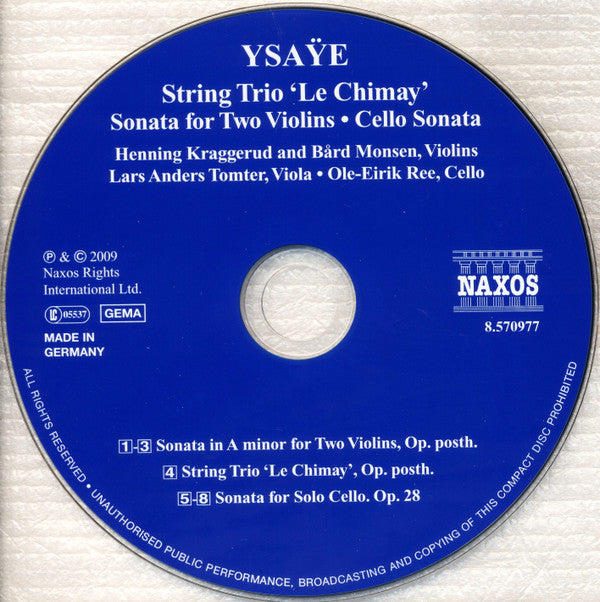 YSAŸE
String Trio ‘Le Chimay’
Sonata for Two Violins • Cello Sonata
Henning Kraggerud and Bård Monsen, Violins
Lars Anders Tomter, Viola • Ole-Eirik Ree, Cello
℗ & © 2009
Naxos Rights
International Ltd.
LC 05537 GEMA
MADE IN
GERMANY
NAXOS
8.570977
1-3 Sonata in A minor for Two Violins, Op. posth.
4 String Trio ‘Le Chimay’, Op. posth.
5-8 Sonata for Solo Cello. Op. 28
ALL RIGHTS RESERVED • UNAUTHORISED PUBLIC PERFORMANCE, BROADCASTING AND COPYING OF THIS COMPACT DISC PROHIBITED